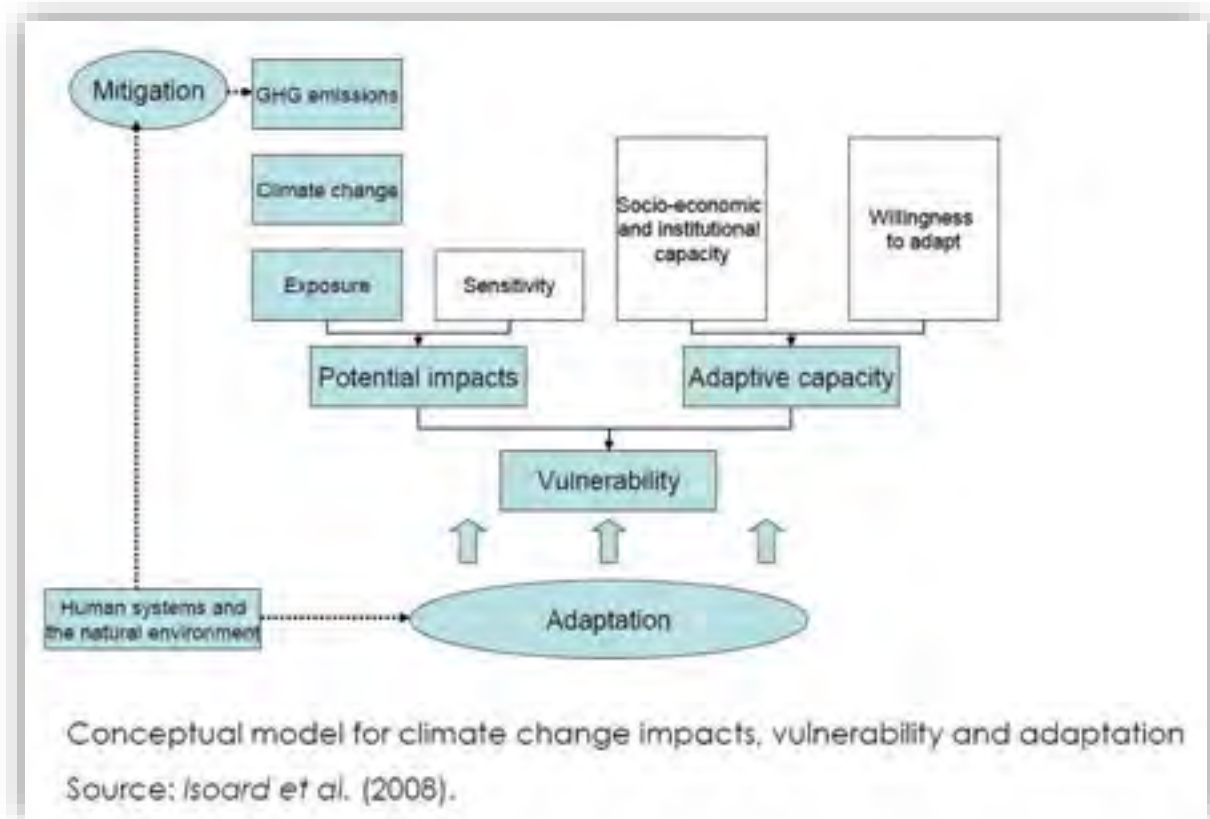 Mitigation
GHG emissions
Climate change
Exposure
Sensitivity
Socio-economic
and institutional
capacity
Willingness
to adapt
Potential impacts
Adaptive capacity
Vulnerability
Human systems and
the natural environment
Adaptation
Conceptual model for climate change impacts, vulnerability and adaptation
Source: Isoard et al. (2008).